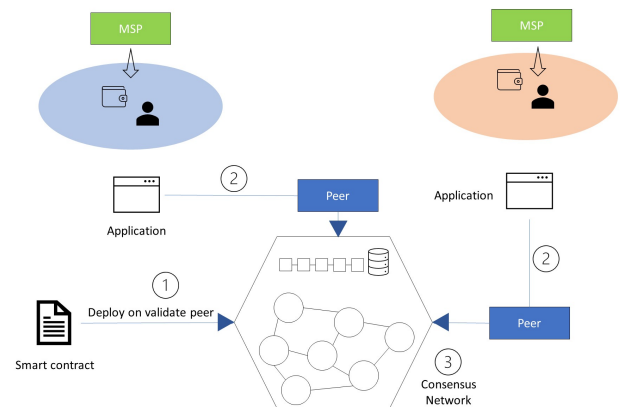 MSP
MSP
2
Peer
Application
Application
2
1
Deploy on validate peer
Peer
Smart contract
3
Consensus
Network